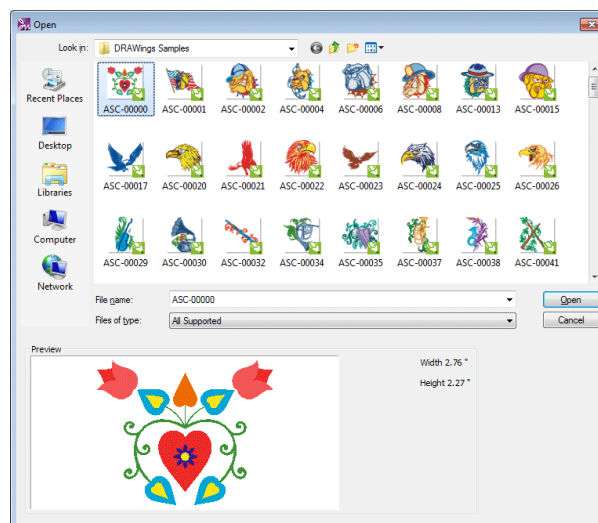 Open
Look in: DRAWings Samples
Recent Places
Desktop
Libraries
Computer
Network
ASC-00000 ASC-00001 ASC-00002 ASC-00004 ASC-00006 ASC-00008 ASC-00013 ASC-00015
ASC-00017 ASC-00020 ASC-00021 ASC-00022 ASC-00023 ASC-00024 ASC-00025 ASC-00026
ASC-00029 ASC-00030 ASC-00032 ASC-00034 ASC-00035 ASC-00037 ASC-00038 ASC-00041
File name: ASC-00000 Open
Files of type: All Supported Cancel
Preview
Width 2.76 "
Height 2.27 "